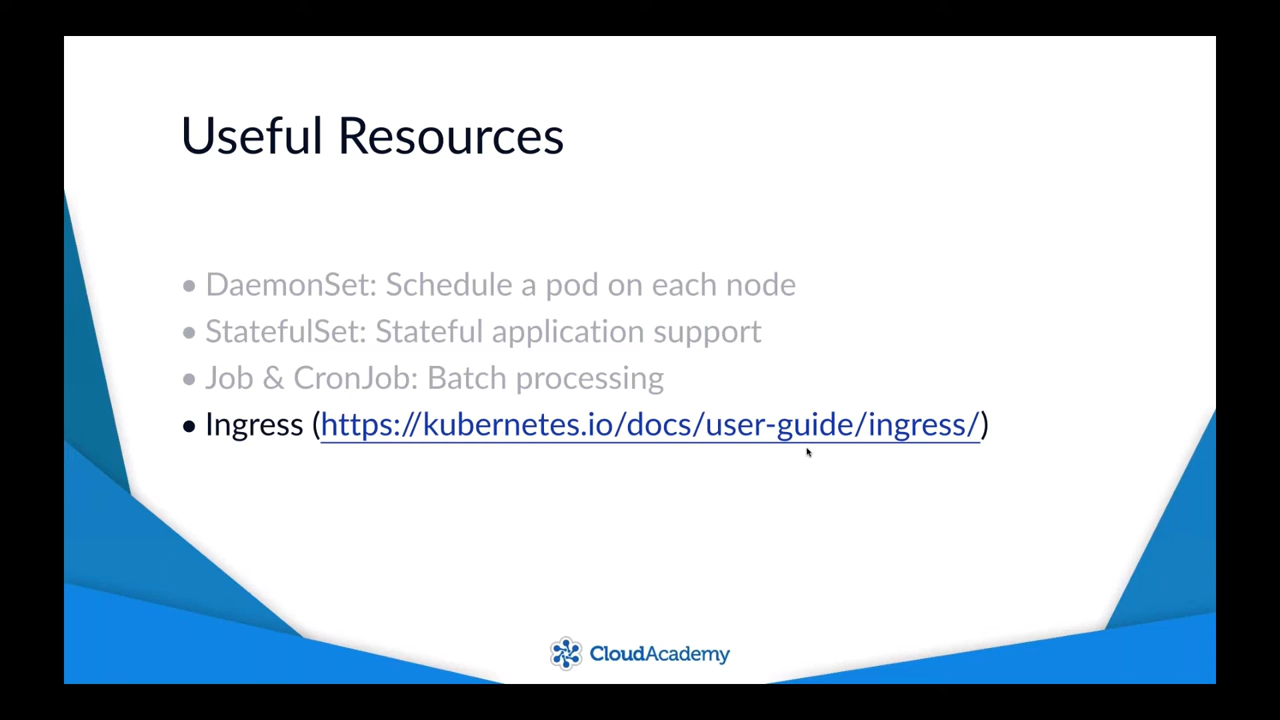 Useful Resources
• DaemonSet: Schedule a pod on each node
• StatefulSet: Stateful application support
• Job & CronJob: Batch processing
• Ingress (https://kubernetes.io/docs/user-guide/ingress/)
CloudAcademy